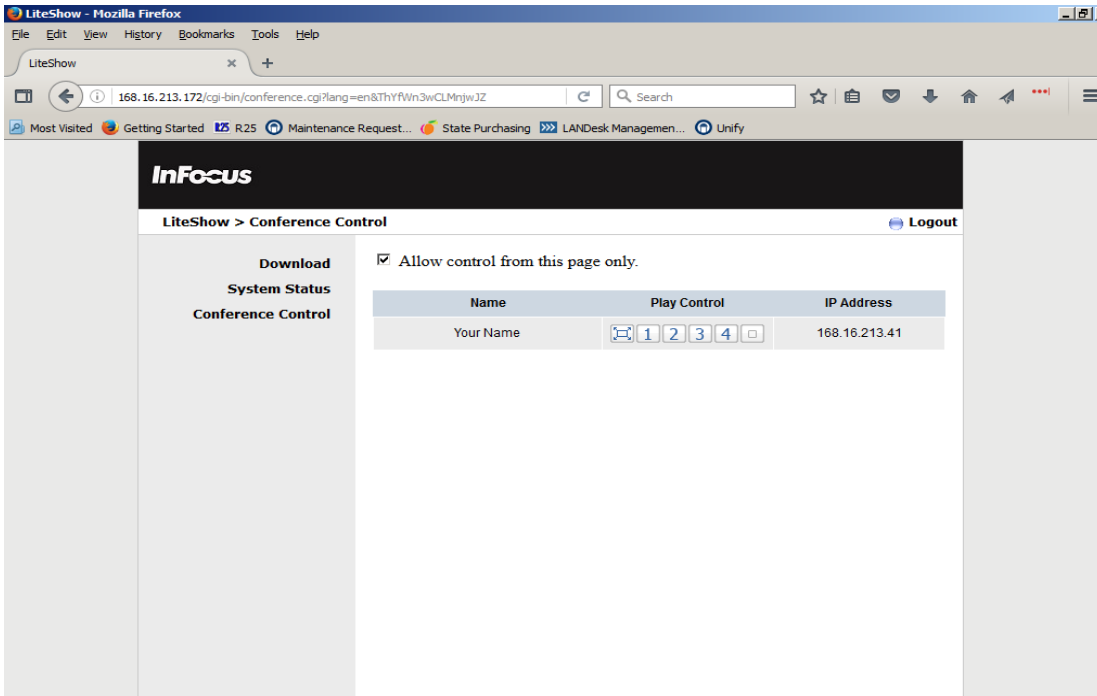 LiteShow - Mozilla Firefox
File Edit View History Bookmarks Tools Help
LiteShow
168.16.213.172/cgi-bin/conference.cgi?lang=en&ThYfWn3wCLMnjwJZ Search
Most Visited Getting Started R25 Maintenance Request... State Purchasing LANDesk Managemen... Unify
InFocus
LiteShow > Conference Control Logout
Download
System Status
Conference Control
Allow control from this page only.
Name Play Control IP Address
Your Name 1 2 3 4 168.16.213.41